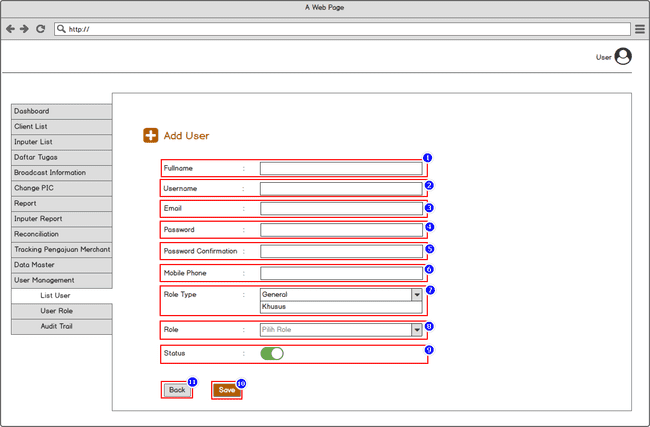 A Web Page
http://
User
Dashboard
Client List
Inputer List
Daftar Tugas
Broadcast Information
Change PIC
Report
Inputer Report
Reconciliation
Tracking Pengajuan Merchant
Data Master
User Management
List User
User Role
Audit Trail
Add User
Fullname : 1
Username : 2
Email : 3
Password : 4
Password Confirmation : 5
Mobile Phone : 6
Role Type : General 7
Khusus
Role : Pilih Role 8
Status : 9
Back 11 Save 10